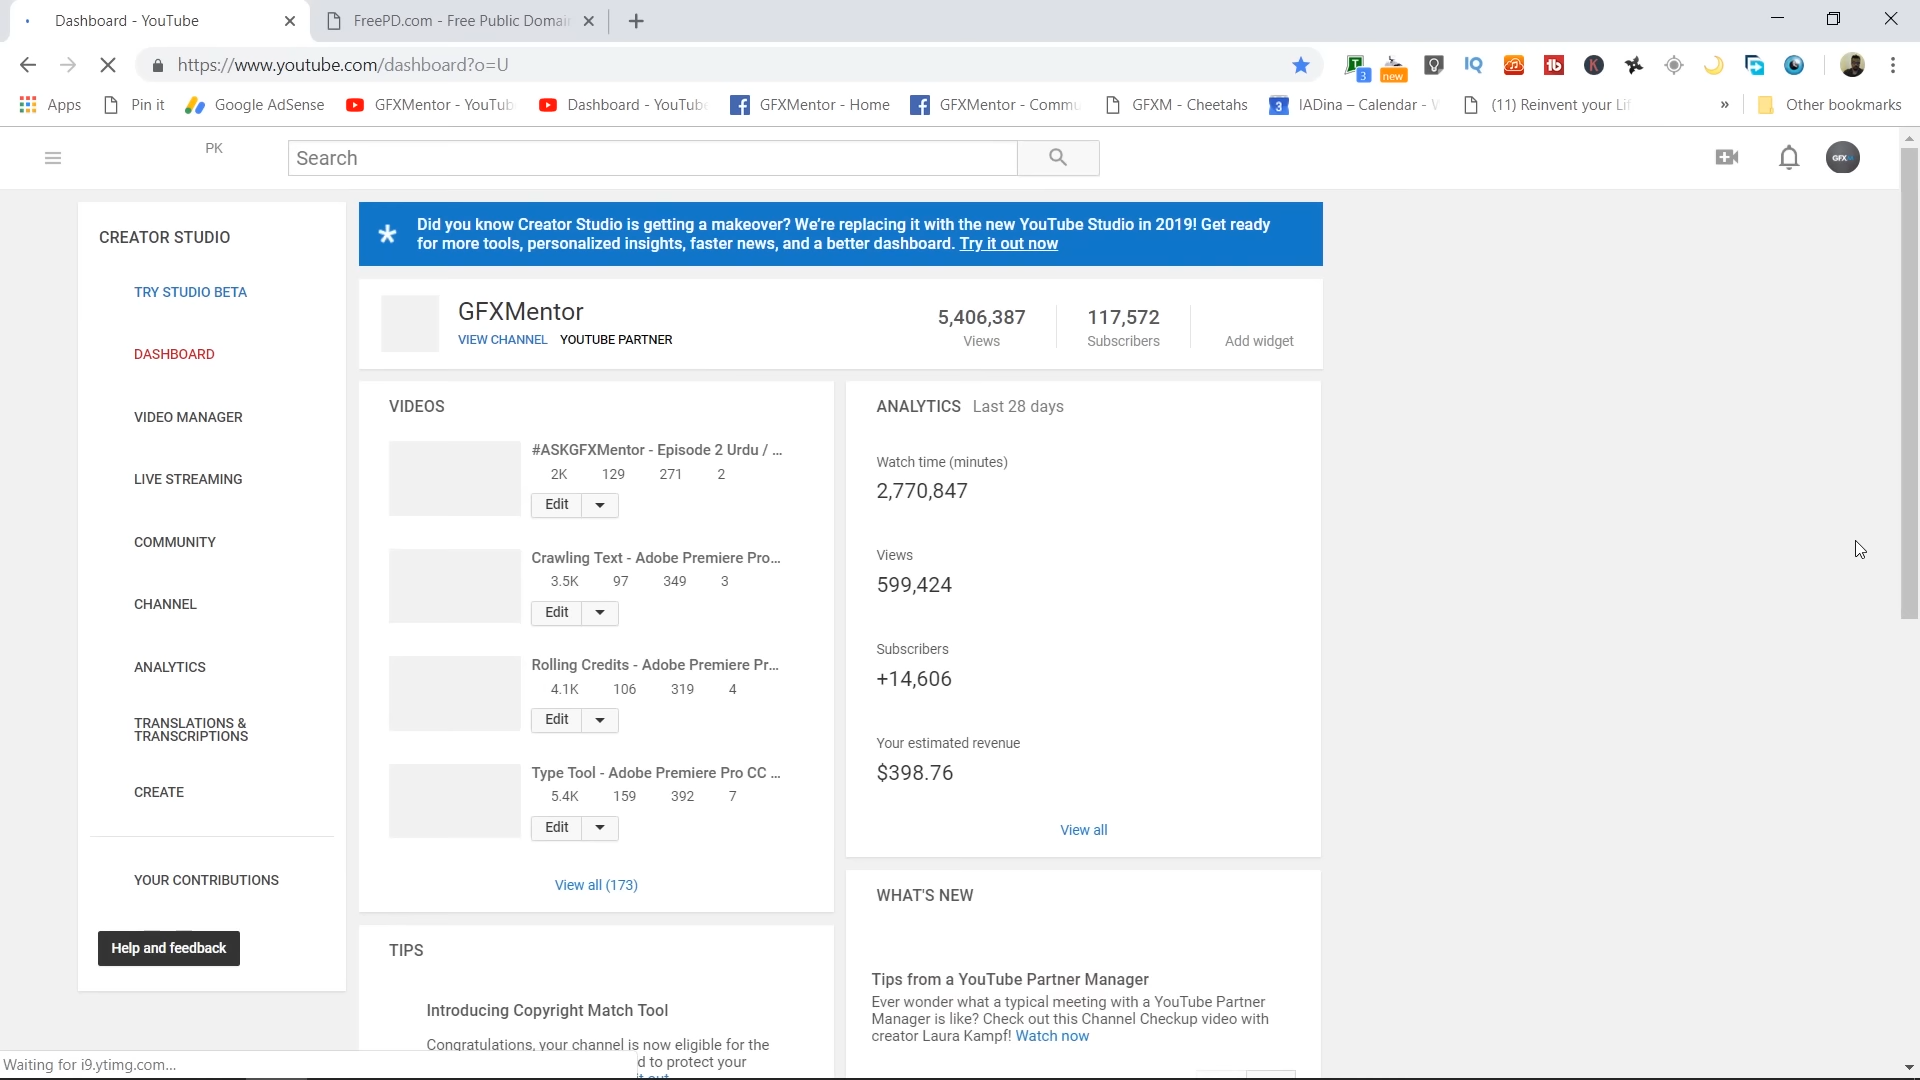 Dashboard - YouTube
FreePD.com - Free Public Domai
https://www.youtube.com/dashboard?o=U
3
new
IQ
tb
K
Apps
Pin it
Google AdSense
GFXMentor - YouTub
Dashboard - YouTube
GFXMentor - Home
GFXMentor - Commu
GFXM - Cheetahs
3
IADina – Calendar - W
(11) Reinvent your Lif
»
Other bookmarks
PK
Search
GFXM
CREATOR STUDIO
TRY STUDIO BETA
DASHBOARD
VIDEO MANAGER
LIVE STREAMING
COMMUNITY
CHANNEL
ANALYTICS
TRANSLATIONS &
TRANSCRIPTIONS
CREATE
YOUR CONTRIBUTIONS
Help and feedback
Did you know Creator Studio is getting a makeover? We're replacing it with the new YouTube Studio in 2019! Get ready
for more tools, personalized insights, faster news, and a better dashboard. Try it out now
GFXMentor
VIEW CHANNEL YOUTUBE PARTNER
5,406,387
Views
117,572
Subscribers
Add widget
VIDEOS
#ASKGFXMentor - Episode 2 Urdu / ...
2K 129 271 2
Edit
Crawling Text - Adobe Premiere Pro...
3.5K 97 349 3
Edit
Rolling Credits - Adobe Premiere Pr...
4.1K 106 319 4
Edit
Type Tool - Adobe Premiere Pro CC ...
5.4K 159 392 7
Edit
View all (173)
ANALYTICS Last 28 days
Watch time (minutes)
2,770,847
Views
599,424
Subscribers
+14,606
Your estimated revenue
$398.76
View all
TIPS
Introducing Copyright Match Tool
Congratulations, your channel is now eligible for the
d to protect your
it out
WHAT'S NEW
Tips from a YouTube Partner Manager
Ever wonder what a typical meeting with a YouTube Partner
Manager is like? Check out this Channel Checkup video with
creator Laura Kampf! Watch now
Waiting for i9.ytimg.com...